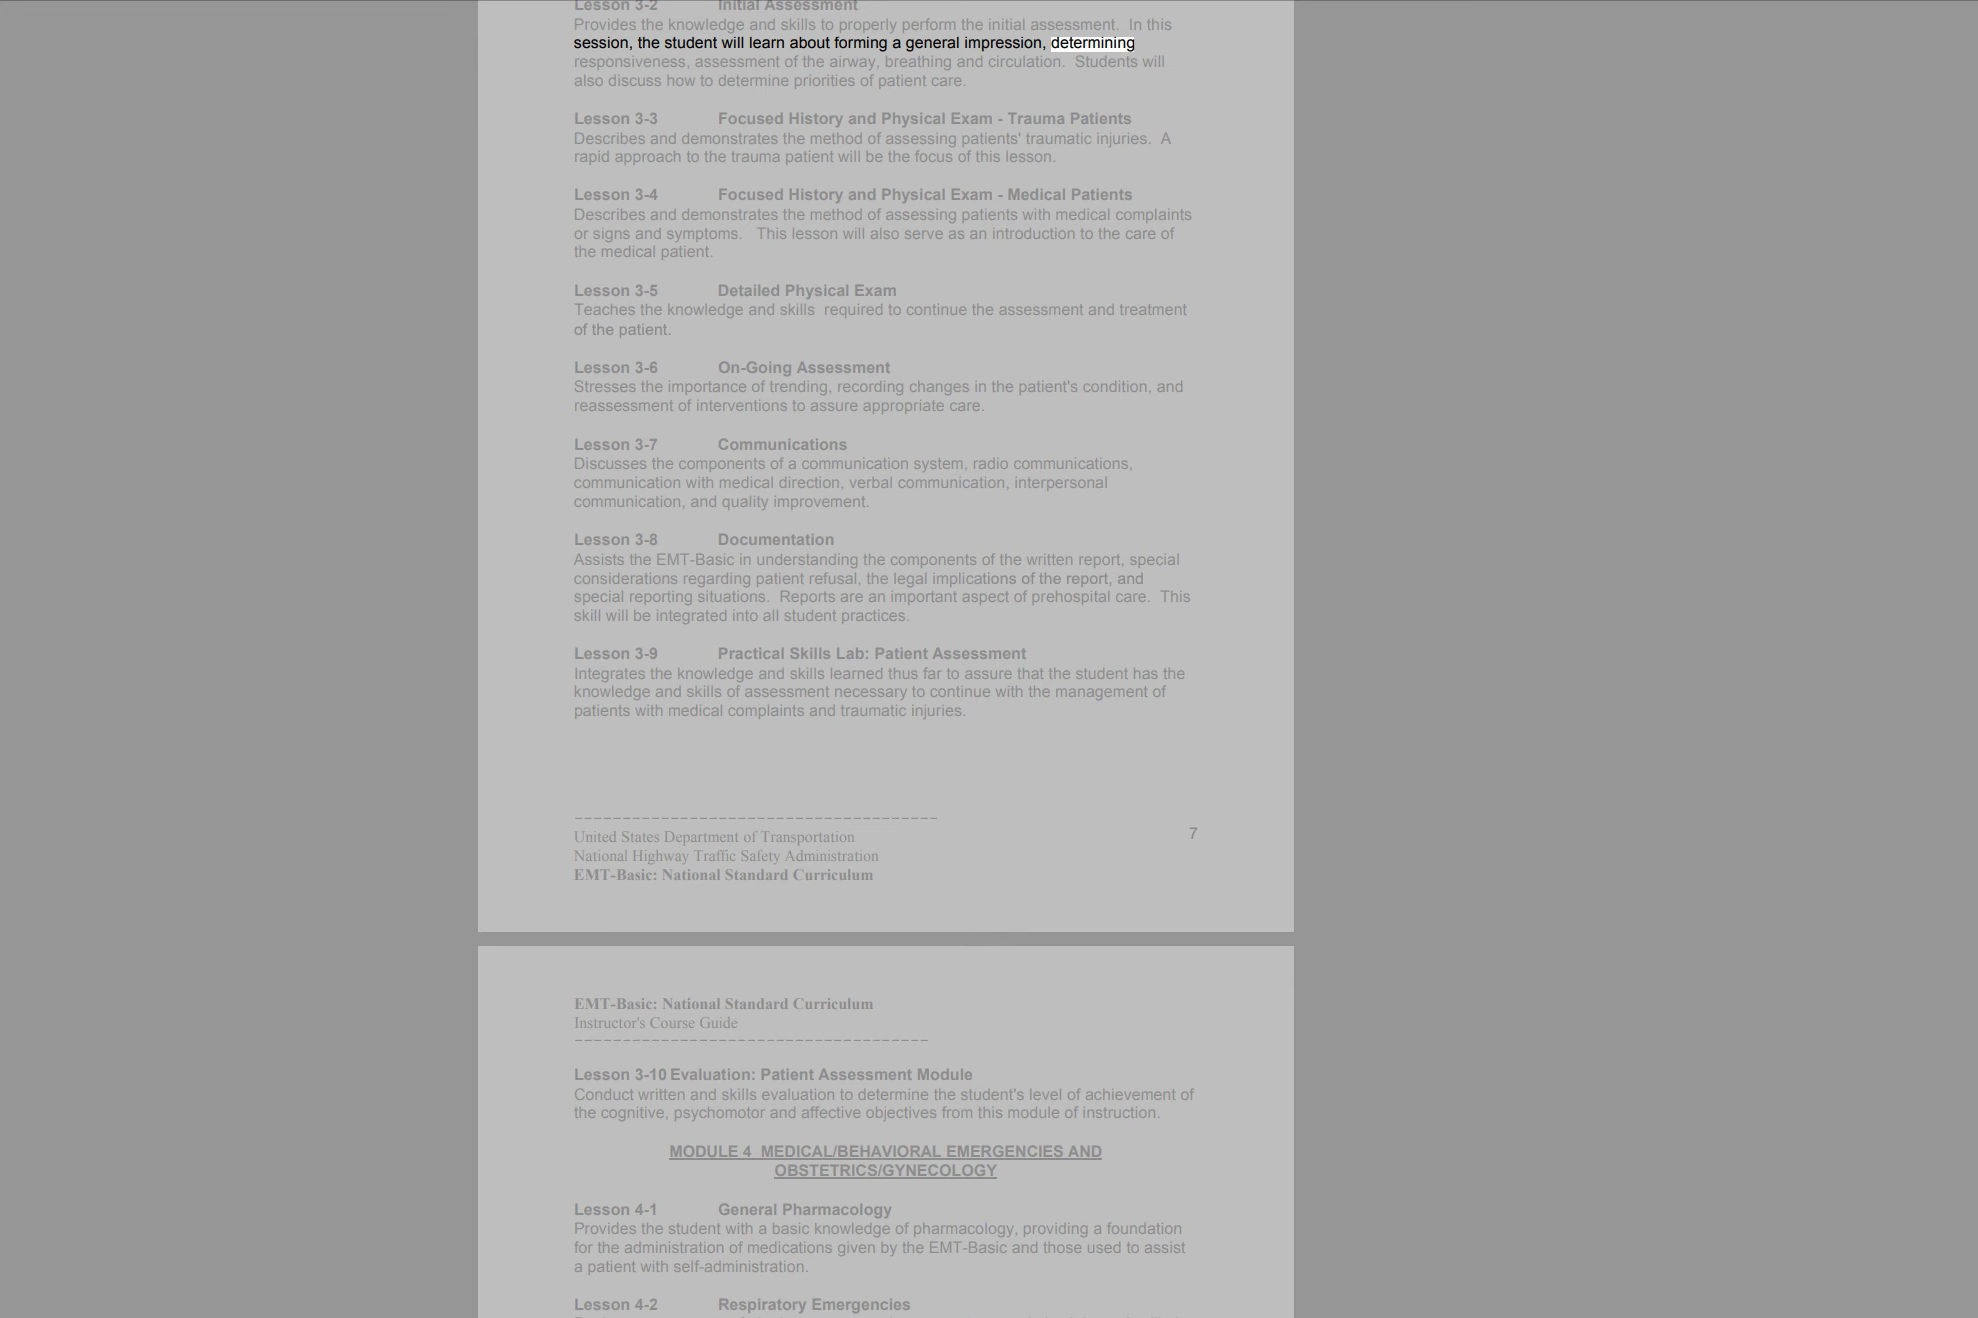 Lesson 3-2 Initial Assessment
Provides the knowledge and skills to properly perform the initial assessment. In this
session, the student will learn about forming a general impression, determining
responsiveness, assessment of the airway, breathing and circulation. Students will
also discuss how to determine priorities of patient care.
Lesson 3-3 Focused History and Physical Exam - Trauma Patients
Describes and demonstrates the method of assessing patients' traumatic injuries. A
rapid approach to the trauma patient will be the focus of this lesson.
Lesson 3-4 Focused History and Physical Exam - Medical Patients
Describes and demonstrates the method of assessing patients with medical complaints
or signs and symptoms. This lesson will also serve as an introduction to the care of
the medical patient.
Lesson 3-5 Detailed Physical Exam
Teaches the knowledge and skills required to continue the assessment and treatment
of the patient.
Lesson 3-6 On-Going Assessment
Stresses the importance of trending, recording changes in the patient's condition, and
reassessment of interventions to assure appropriate care.
Lesson 3-7 Communications
Discusses the components of a communication system, radio communications,
communication with medical direction, verbal communication, interpersonal
communication, and quality improvement.
Lesson 3-8 Documentation
Assists the EMT-Basic in understanding the components of the written report, special
considerations regarding patient refusal, the legal implications of the report, and
special reporting situations. Reports are an important aspect of prehospital care. This
skill will be integrated into all student practices.
Lesson 3-9 Practical Skills Lab: Patient Assessment
Integrates the knowledge and skills learned thus far to assure that the student has the
knowledge and skills of assessment necessary to continue with the management of
patients with medical complaints and traumatic injuries.
United States Department of Transportation
7
National Highway Traffic Safety Administration
EMT-Basic: National Standard Curriculum
EMT-Basic: National Standard Curriculum
Instructor's Course Guide
Lesson 3-10 Evaluation: Patient Assessment Module
Conduct written and skills evaluation to determine the student's level of achievement of
the cognitive, psychomotor and affective objectives from this module of instruction.
MODULE 4 MEDICAL/BEHAVIORAL EMERGENCIES AND
OBSTETRICS/GYNECOLOGY
Lesson 4-1 General Pharmacology
Provides the student with a basic knowledge of pharmacology, providing a foundation
for the administration of medications given by the EMT-Basic and those used to assist
a patient with self-administration.
Lesson 4-2 Respiratory Emergencies